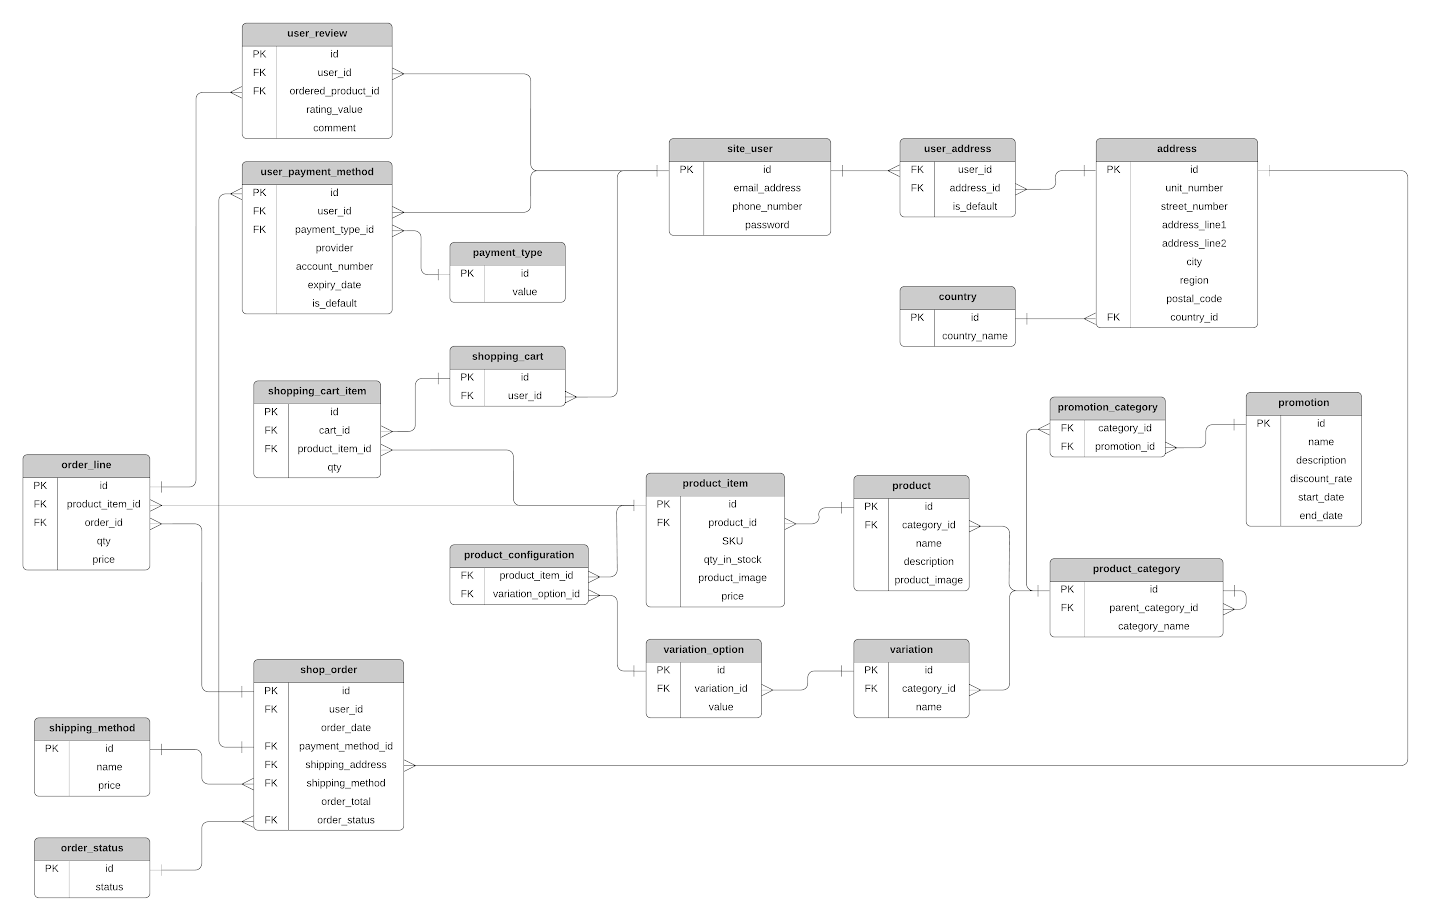 user_review
PK id
FK user_id
FK ordered_product_id
rating_value
comment
user_payment_method
PK id
FK user_id
FK payment_type_id
provider
account_number
expiry_date
is_default
payment_type
PK id
value
site_user
PK id
email_address
phone_number
password
user_address
FK user_id
FK address_id
is_default
address
PK id
unit_number
street_number
address_line1
address_line2
city
region
postal_code
FK country_id
country
PK id
country_name
shopping_cart
PK id
FK user_id
shopping_cart_item
PK id
FK cart_id
FK product_item_id
qty
order_line
PK id
FK product_item_id
FK order_id
qty
price
product_item
PK id
FK product_id
SKU
qty_in_stock
product_image
price
product
PK id
FK category_id
name
description
product_image
promotion_category
FK category_id
FK promotion_id
promotion
PK id
name
description
discount_rate
start_date
end_date
product_configuration
FK product_item_id
FK variation_option_id
product_category
PK id
FK parent_category_id
category_name
variation_option
PK id
FK variation_id
value
variation
PK id
FK category_id
name
shop_order
PK id
FK user_id
order_date
FK payment_method_id
FK shipping_address
FK shipping_method
order_total
FK order_status
shipping_method
PK id
name
price
order_status
PK id
status